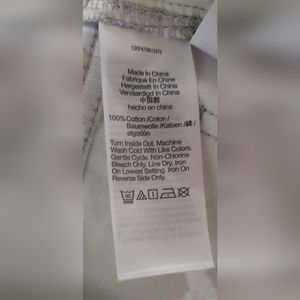 Made In China
Fabriqué En China
Hergestellt In China
Vervaardigd In China
中国製
hecho en china
100% Cotton /Coton /
Baumwolle /Katoen /綿 /
algodón
Turn Inside Out. Machine
Wash Cold With Like Colors.
Gentle Cycle. Non-Chlorine
Bleach Only. Line Dry. Iron
On Lowest Setting. Iron On
Reverse Side Only.